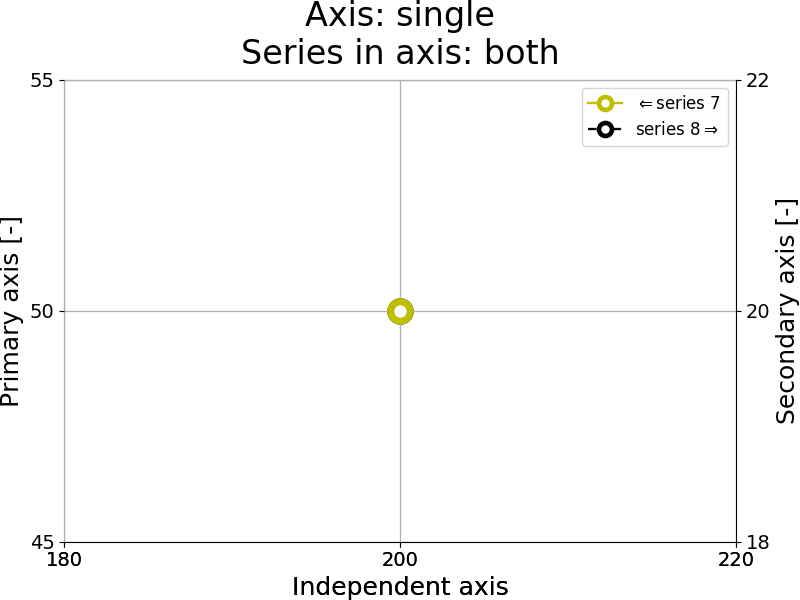 Axis: single
Series in axis: both
55
22
⇐series 7
series 8⇒
Primary axis [-]
50
20
Secondary axis [-]
45
18
180
200
220
Independent axis